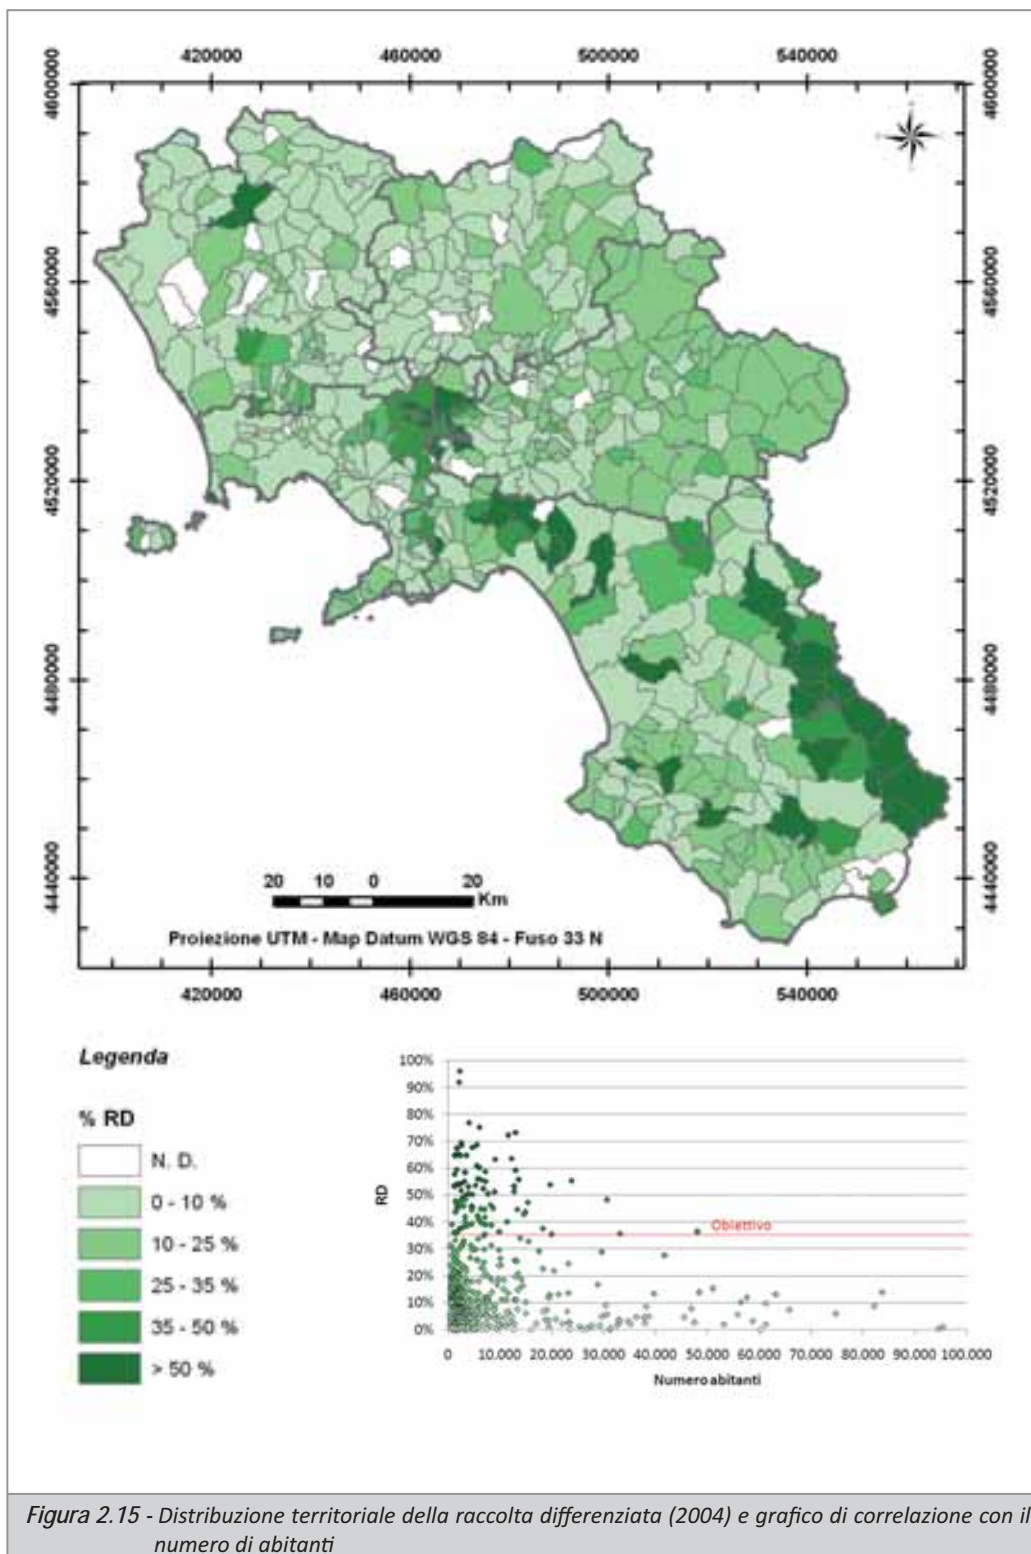 420000 460000 500000 540000
4600000 4600000
4560000 4560000
4520000 4520000
4480000 4480000
4440000 4440000
20 10 0 20
Km
Proiezione UTM - Map Datum WGS 84 - Fuso 33 N
420000 460000 500000 540000
Legenda
% RD
N. D.
0 - 10 %
10 - 25 %
25 - 35 %
35 - 50 %
> 50 %
100%
90%
80%
70%
60%
50%
40%
30%
20%
10%
0%
RD
Obiettivo
0 10.000 20.000 30.000 40.000 50.000 60.000 70.000 80.000 90.000 100.000
Numero abitanti
Figura 2.15 - Distribuzione territoriale della raccolta differenziata (2004) e grafico di correlazione con il
numero di abitanti